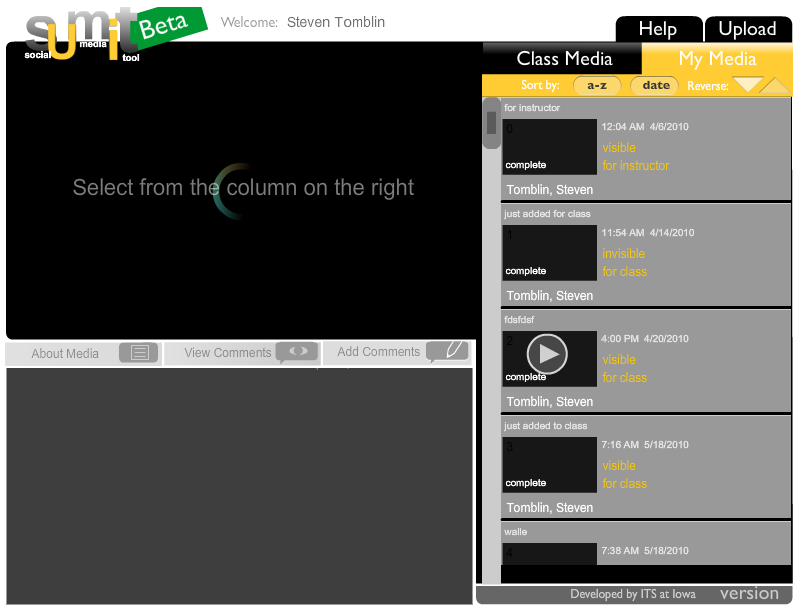 sumit
social media tool
Beta
Welcome: Steven Tomblin
Help
Upload
Class Media
My Media
Sort by: a-z date Reverse:
Select from the column on the right
for instructor
0
12:04 AM 4/6/2010
visible
complete
for instructor
Tomblin, Steven
just added for class
1
11:54 AM 4/14/2010
invisible
complete
for class
Tomblin, Steven
fdsfdsf
2
4:00 PM 4/20/2010
visible
complete
for class
Tomblin, Steven
just added to class
3
7:16 AM 5/18/2010
visible
complete
for class
Tomblin, Steven
walle
4
7:38 AM 5/18/2010
About Media
View Comments
Add Comments
Developed by ITS at Iowa
version